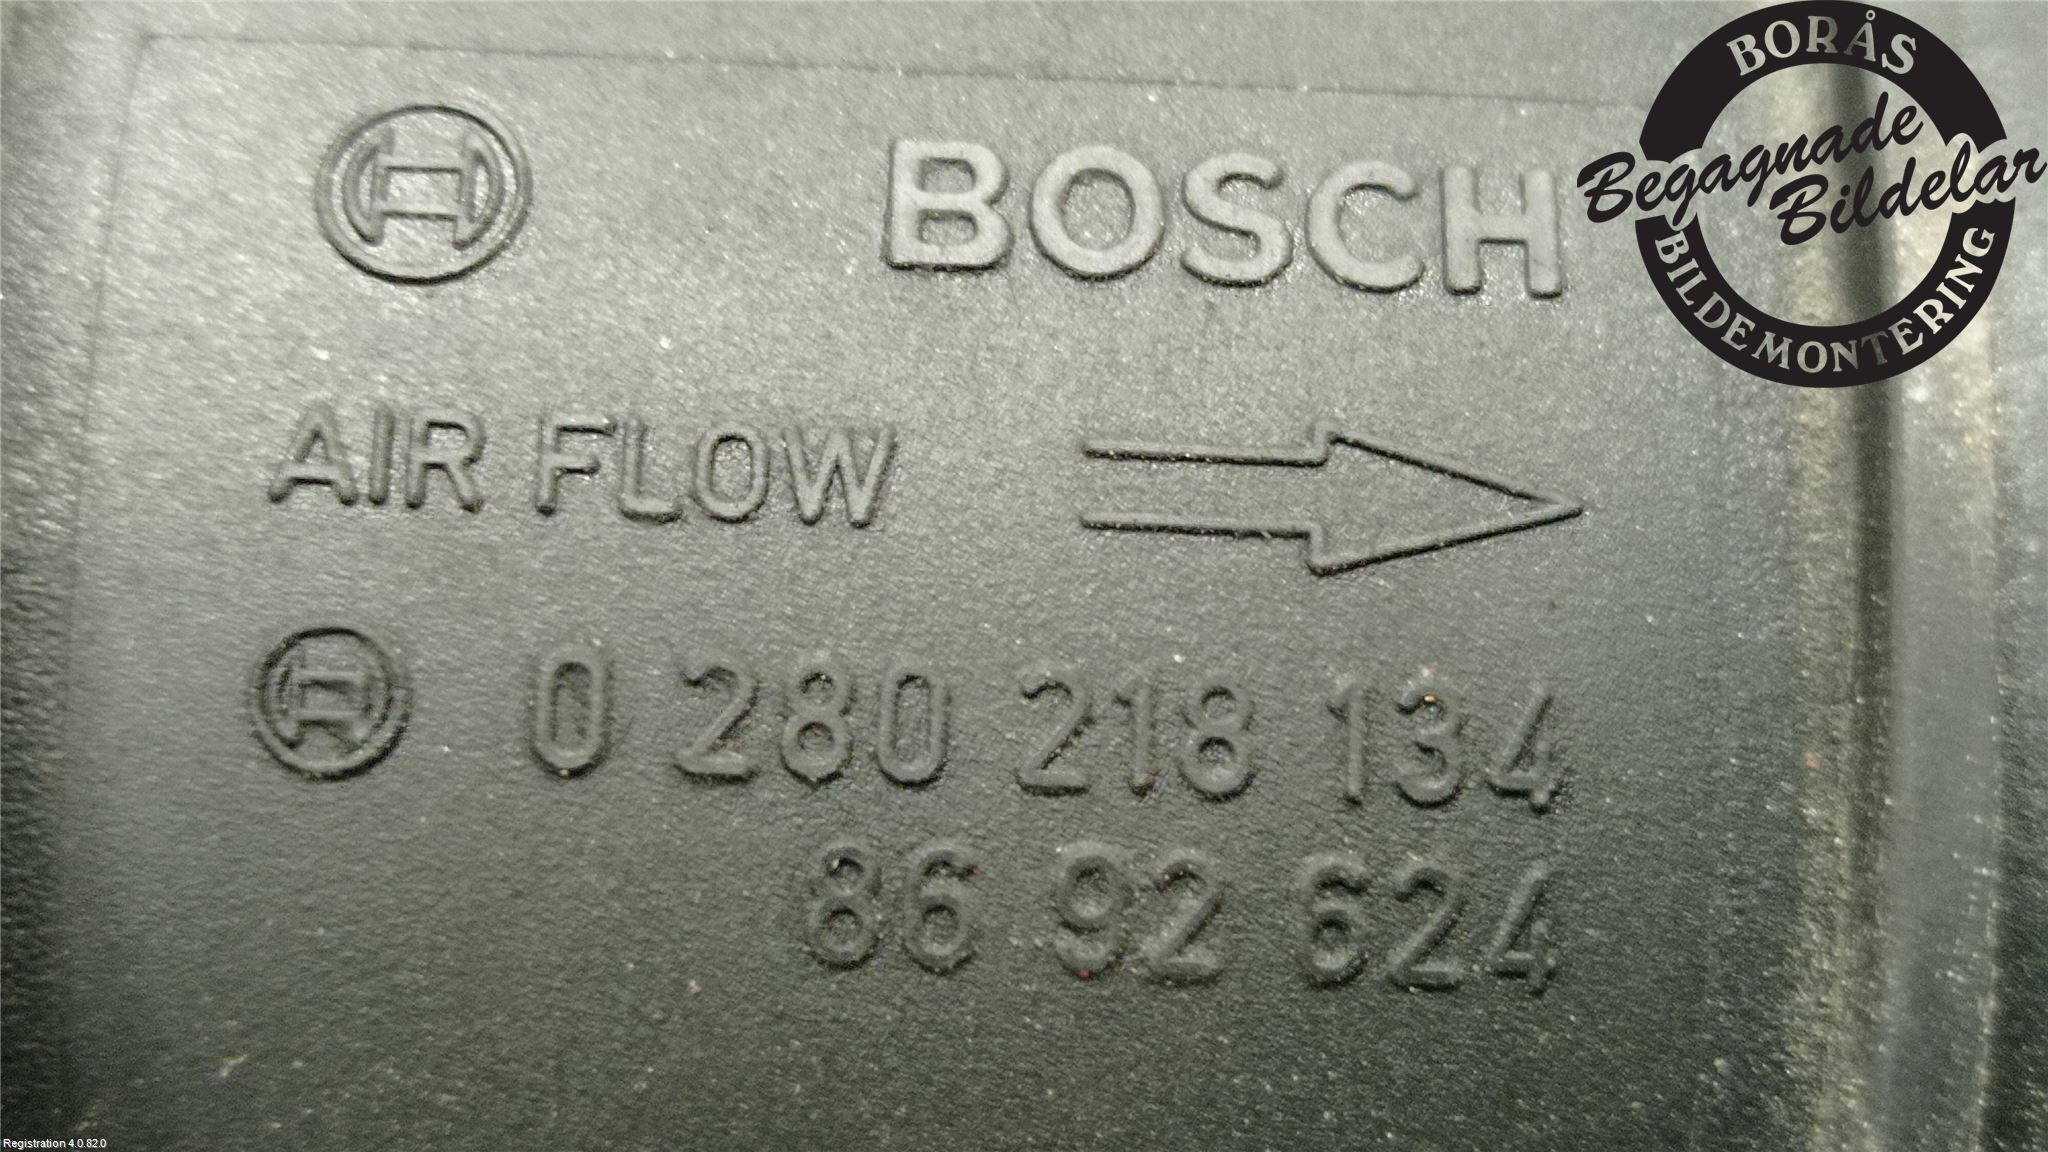 BORÅS
Begagnade
Bildelar
BILDEMONTERING
BOSCH
AIR FLOW
0 280 218 134
86 92 624
Registration 4.0.82.0